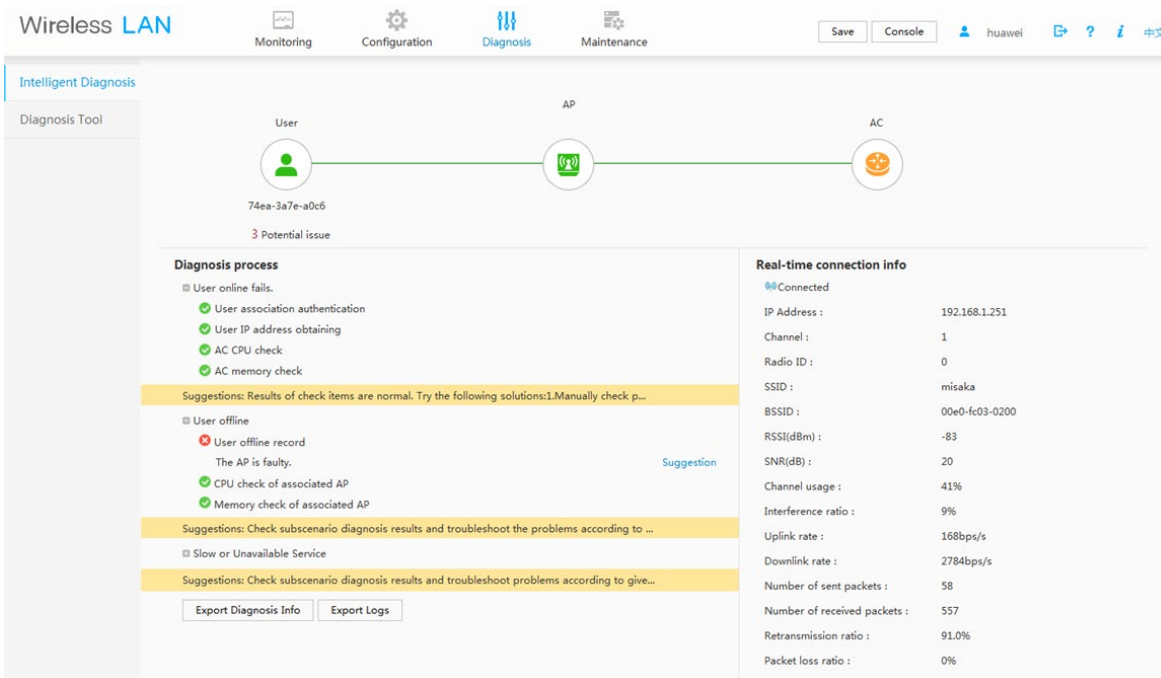 Wireless LAN
Monitoring
Configuration
Diagnosis
Maintenance
Save
Console
huawei
?
i
中文
Intelligent Diagnosis
Diagnosis Tool
User
AP
AC
74ea-3a7e-a0c6
3 Potential issue
Diagnosis process
User online fails.
User association authentication
User IP address obtaining
AC CPU check
AC memory check
Suggestions: Results of check items are normal. Try the following solutions:1.Manually check p...
User offline
User offline record
The AP is faulty.
Suggestion
CPU check of associated AP
Memory check of associated AP
Suggestions: Check subscenario diagnosis results and troubleshoot the problems according to ...
Slow or Unavailable Service
Suggestions: Check subscenario diagnosis results and troubleshoot problems according to give...
Export Diagnosis Info
Export Logs
Real-time connection info
Connected
IP Address : 192.168.1.251
Channel : 1
Radio ID : 0
SSID : misaka
BSSID : 00e0-fc03-0200
RSSI(dBm) : -83
SNR(dB) : 20
Channel usage : 41%
Interference ratio : 9%
Uplink rate : 168bps/s
Downlink rate : 2784bps/s
Number of sent packets : 58
Number of received packets : 557
Retransmission ratio : 91.0%
Packet loss ratio : 0%